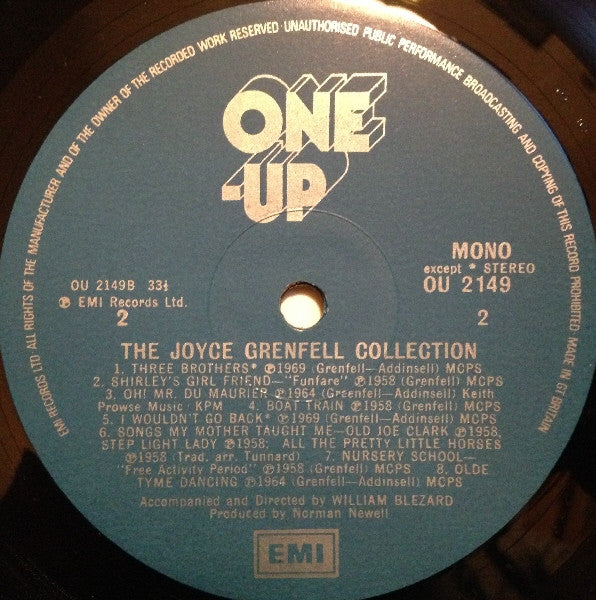 EMI RECORDS LTD ALL RIGHTS OF THE MANUFACTURER AND OF THE OWNER OF THE RECORDED WORK RESERVED · UNAUTHORISED PUBLIC PERFORMANCE BROADCASTING AND COPYING OF THIS RECORD PROHIBITED MADE IN GT BRITAIN
ONE
-UP
MONO
except * STEREO
OU 2149
2
OU 2149B 33⅓
℗ EMI Records Ltd.
2
THE JOYCE GRENFELL COLLECTION
1. THREE BROTHERS* ℗1969 (Grenfell—Addinsell) MCPS
2. SHIRLEY'S GIRL FRIEND—"Funfare" ℗1958 (Grenfell—Addinsell) MCPS
3. OH! MR. DU MAURIER ℗1964 (Grenfell—Addinsell) Keith
Prowse Music · KPM 4. BOAT TRAIN ℗1958 (Grenfell) MCPS
5. I WOULDN'T GO BACK* ℗1969 (Grenfell—Addinsell) MCPS
6. SONGS MY MOTHER TAUGHT ME—OLD JOE CLARK ℗1958;
STEP LIGHT LADY ℗1958; ALL THE PRETTY LITTLE HORSES
℗1958 (Trad. arr. Tunnard) 7. NURSERY SCHOOL—
"Free Activity Period" ℗1958 (Grenfell) MCPS 8. OLDE
TYME DANCING ℗1964 (Grenfell—Addinsell) MCPS
Accompanied and Directed by WILLIAM BLEZARD
Produced by Norman Newell
EMI